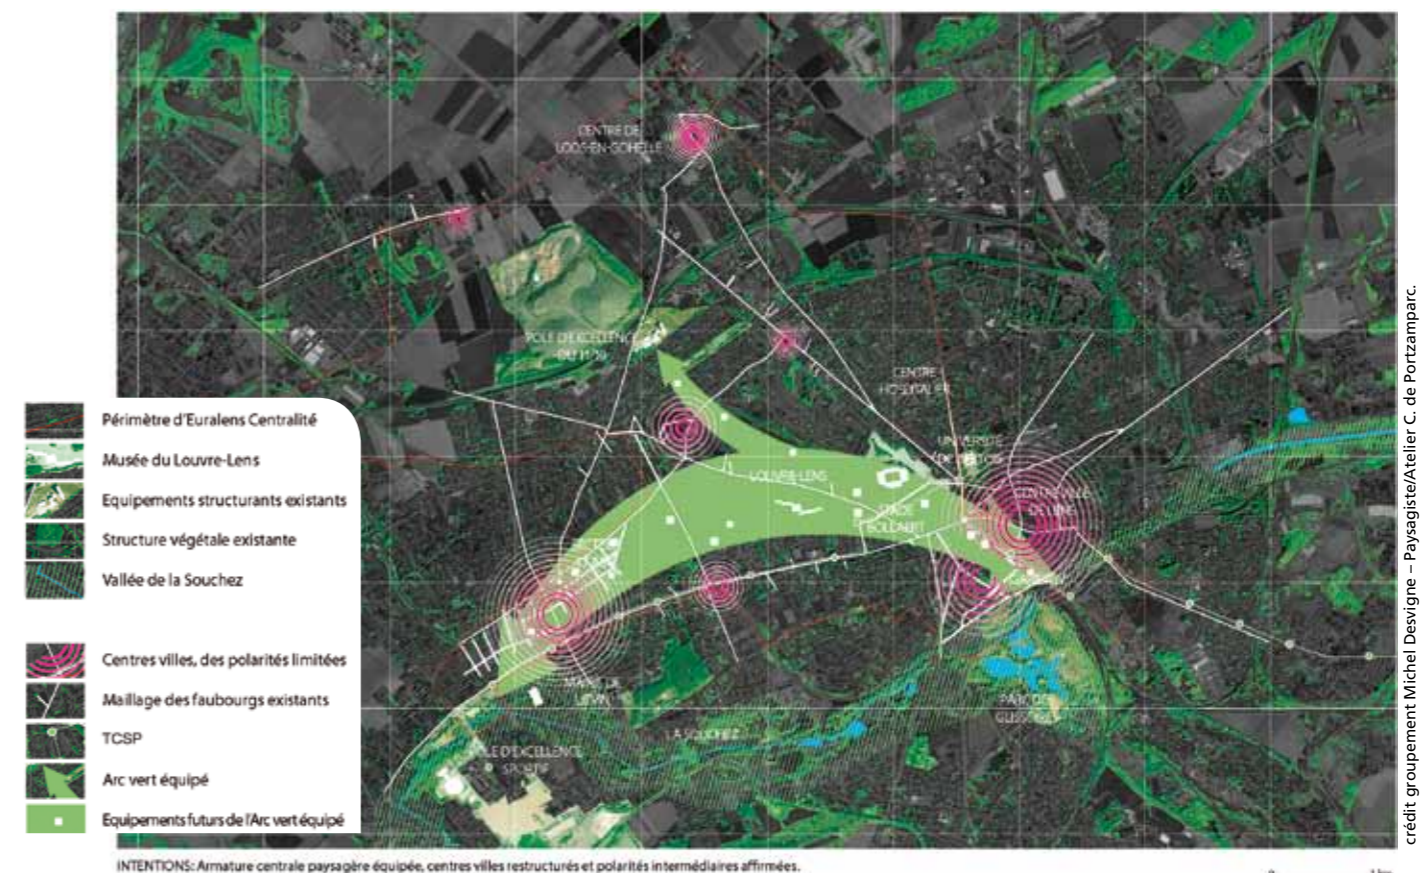 CENTRE DE
LOOS-EN-GOHELLE
POLE D'EXCELLENCE
DU 11/19
CENTRE
HOSPITALIER
UNIVERSITÉ
LOUVRE-LENS
STADE
BOLLAERT
CENTRE VILLE
DE LENS
LA SOUCHEZ
PÔLE D'EXCELLENCE
SPORTIF
Périmètre d'Euralens Centralité
Musée du Louvre-Lens
Equipements structurants existants
Structure végétale existante
Vallée de la Souchez
Centres villes, des polarités limitées
Maillage des faubourgs existants
TCSP
Arc vert équipé
Equipements futurs de l'Arc vert équipé
INTENTIONS: Armature centrale paysagère équipée, centres villes restructurés et polarités intermédiaires affirmées.
crédit groupement Michel Desvigne – Paysagiste/Atelier C. de Portzamparc.